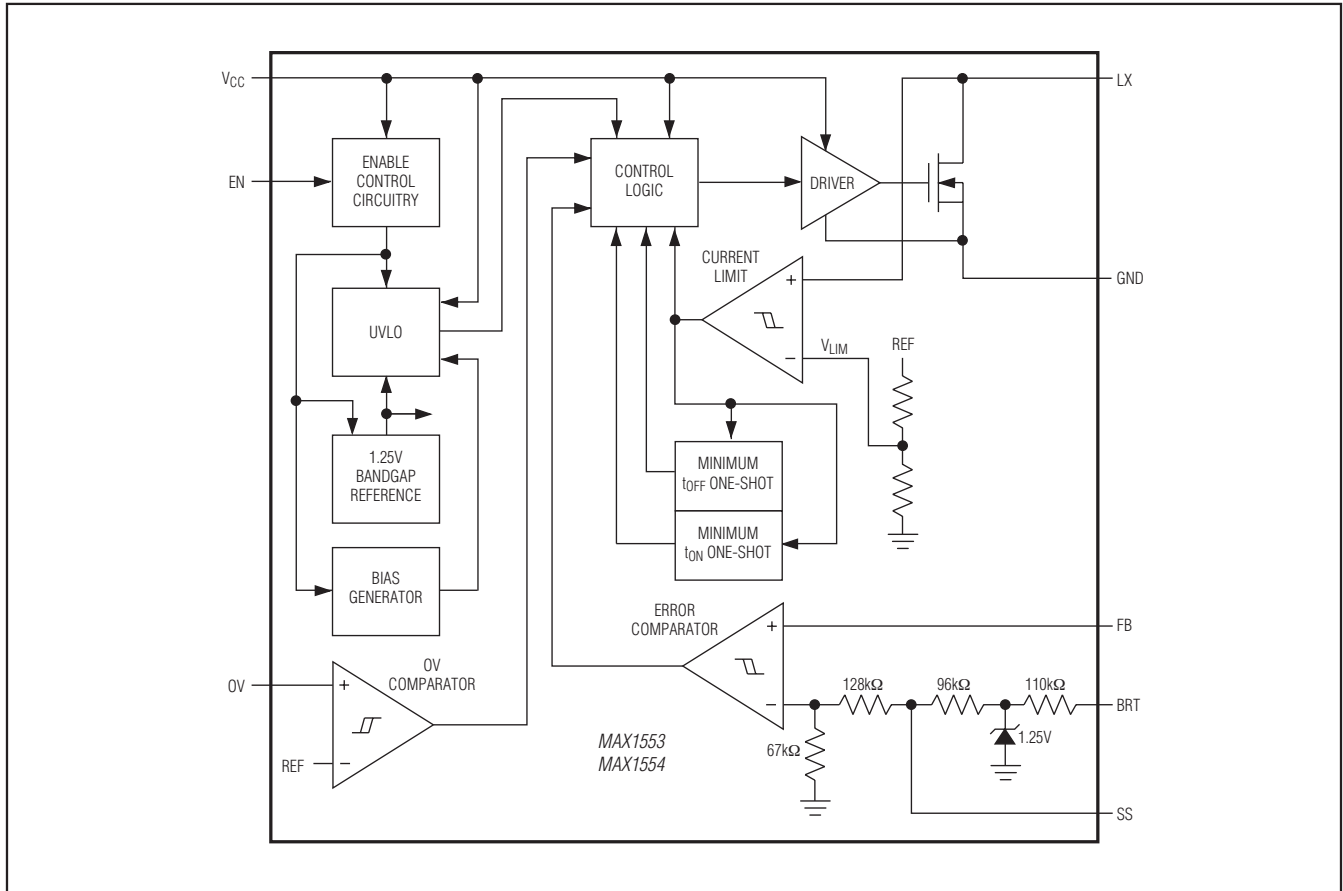 VCC
LX
ENABLE
CONTROL
CIRCUITRY
CONTROL
LOGIC
EN
DRIVER
CURRENT
LIMIT
+
GND
UVLO
VLIM
REF
−
1.25V
BANDGAP
REFERENCE
MINIMUM
tOFF ONE-SHOT
MINIMUM
tON ONE-SHOT
BIAS
GENERATOR
ERROR
COMPARATOR
+
FB
OV
COMPARATOR
OV
+
128kΩ
96kΩ
110kΩ
−
BRT
67kΩ
1.25V
MAX1553
MAX1554
REF
−
SS